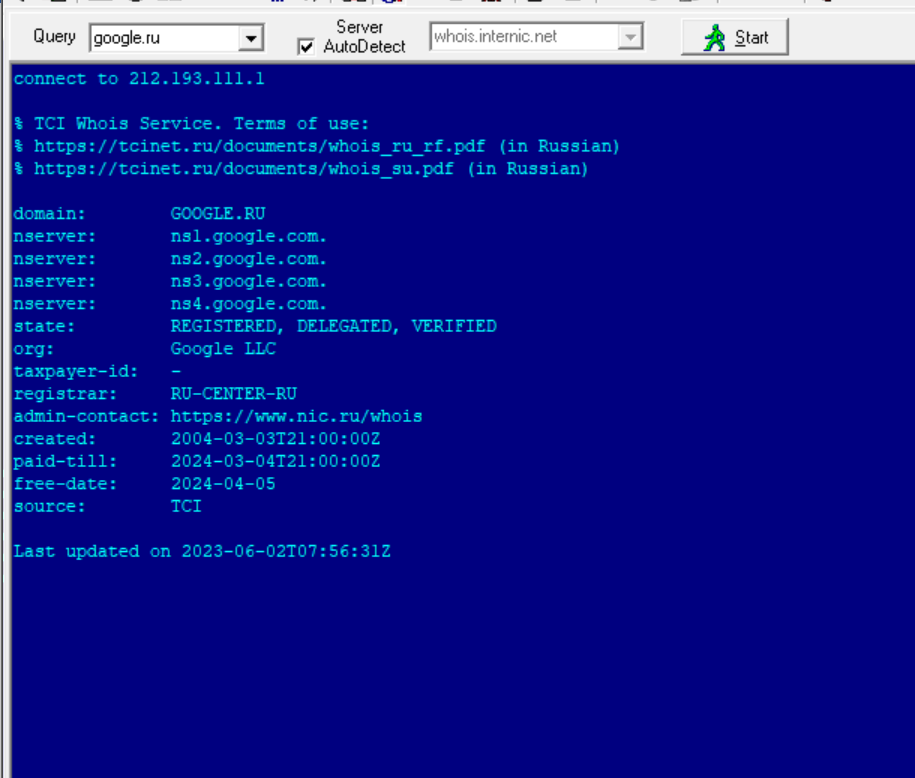 Query google.ru Server AutoDetect whois.internic.net Start
connect to 212.193.111.1
% TCI Whois Service. Terms of use:
% https://tcinet.ru/documents/whois_ru_rf.pdf (in Russian)
% https://tcinet.ru/documents/whois_su.pdf (in Russian)
domain: GOOGLE.RU
nserver: ns1.google.com.
nserver: ns2.google.com.
nserver: ns3.google.com.
nserver: ns4.google.com.
state: REGISTERED, DELEGATED, VERIFIED
org: Google LLC
taxpayer-id: -
registrar: RU-CENTER-RU
admin-contact: https://www.nic.ru/whois
created: 2004-03-03T21:00:00Z
paid-till: 2024-03-04T21:00:00Z
free-date: 2024-04-05
source: TCI
Last updated on 2023-06-02T07:56:31Z